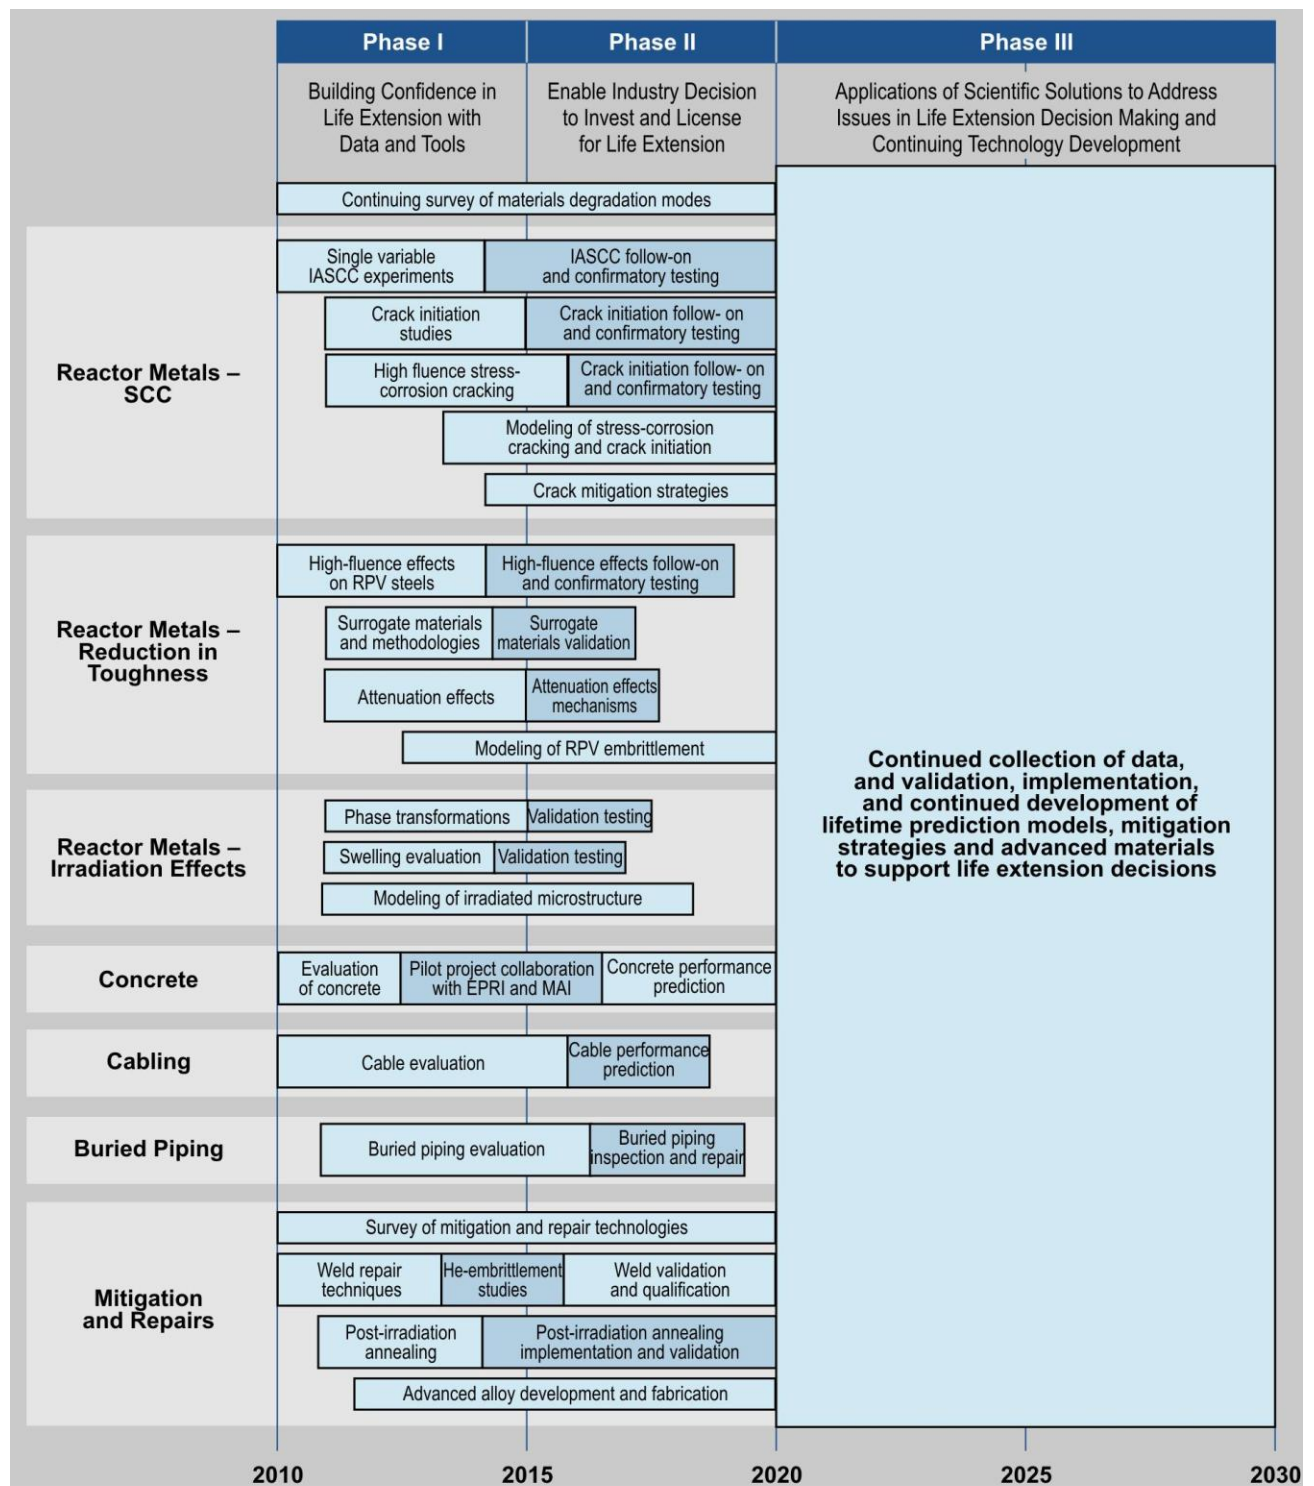 Phase I
Phase II
Phase III
Building Confidence in
Life Extension with
Data and Tools
Enable Industry Decision
to Invest and License
for Life Extension
Applications of Scientific Solutions to Address
Issues in Life Extension Decision Making and
Continuing Technology Development
Continuing survey of materials degradation modes
Reactor Metals –
SCC
Single variable
IASCC experiments
IASCC follow-on
and confirmatory testing
Crack initiation
studies
Crack initiation follow- on
and confirmatory testing
High fluence stress-
corrosion cracking
Crack initiation follow- on
and confirmatory testing
Modeling of stress-corrosion
cracking and crack initiation
Crack mitigation strategies
Reactor Metals –
Reduction in
Toughness
High-fluence effects
on RPV steels
High-fluence effects follow-on
and confirmatory testing
Surrogate materials
and methodologies
Surrogate
materials validation
Attenuation effects
Attenuation effects
mechanisms
Modeling of RPV embrittlement
Reactor Metals –
Irradiation Effects
Phase transformations
Validation testing
Swelling evaluation
Validation testing
Modeling of irradiated microstructure
Concrete
Evaluation
of concrete
Pilot project collaboration
with EPRI and MAI
Concrete performance
prediction
Cabling
Cable evaluation
Cable performance
prediction
Buried Piping
Buried piping evaluation
Buried piping
inspection and repair
Mitigation
and Repairs
Survey of mitigation and repair technologies
Weld repair
techniques
He-embrittlement
studies
Weld validation
and qualification
Post-irradiation
annealing
Post-irradiation annealing
implementation and validation
Advanced alloy development and fabrication
Continued collection of data,
and validation, implementation,
and continued development of
lifetime prediction models, mitigation
strategies and advanced materials
to support life extension decisions
2010
2015
2020
2025
2030